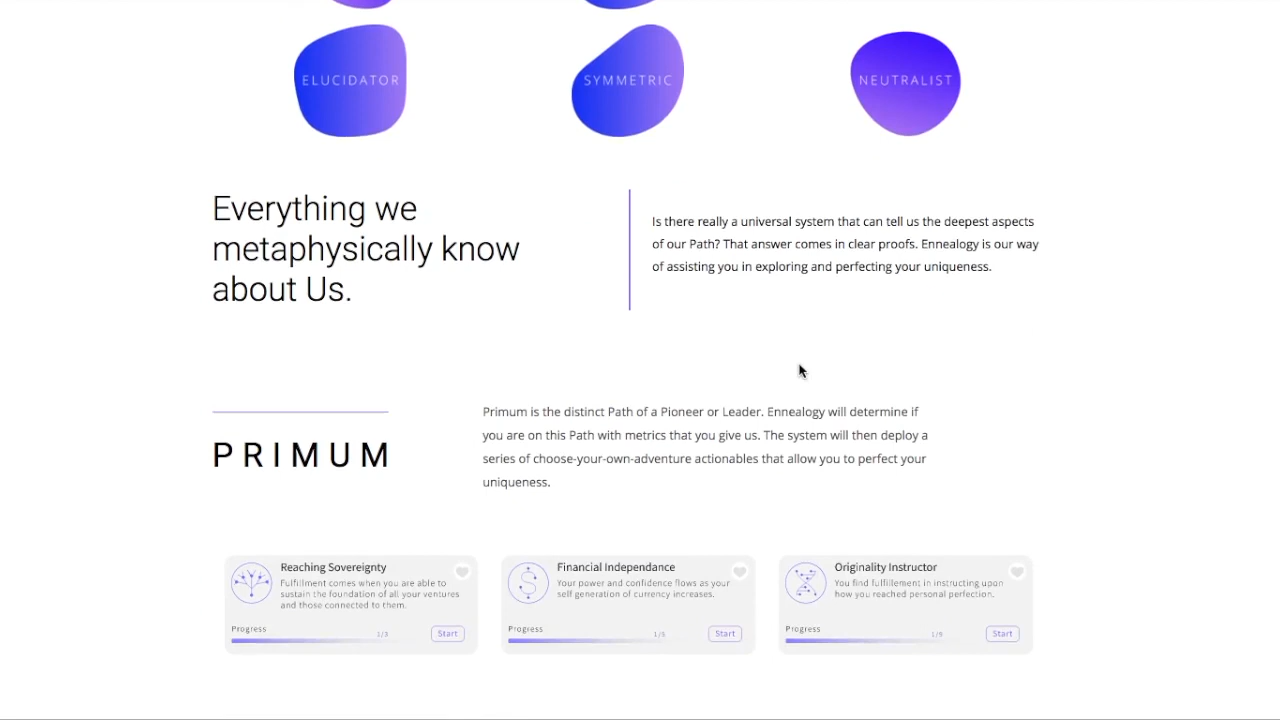 ELUCIDATOR
SYMMETRIC
NEUTRALIST
Everything we
metaphysically know
about Us.
Is there really a universal system that can tell us the deepest aspects
of our Path? That answer comes in clear proofs. Ennealogy is our way
of assisting you in exploring and perfecting your uniqueness.
PRIMUM
Primum is the distinct Path of a Pioneer or Leader. Ennealogy will determine if
you are on this Path with metrics that you give us. The system will then deploy a
series of choose-your-own-adventure actionables that allow you to perfect your
uniqueness.
Reaching Sovereignty
Fulfillment comes when you are able to
sustain the foundation of all your ventures
and those connected to them.
Progress
1/3
Start
Financial Independance
Your power and confidence flows as your
self generation of currency increases.
Progress
1/5
Start
Originality Instructor
You find fulfillement in instructing upon
how you reached personal perfection.
Progress
1/9
Start